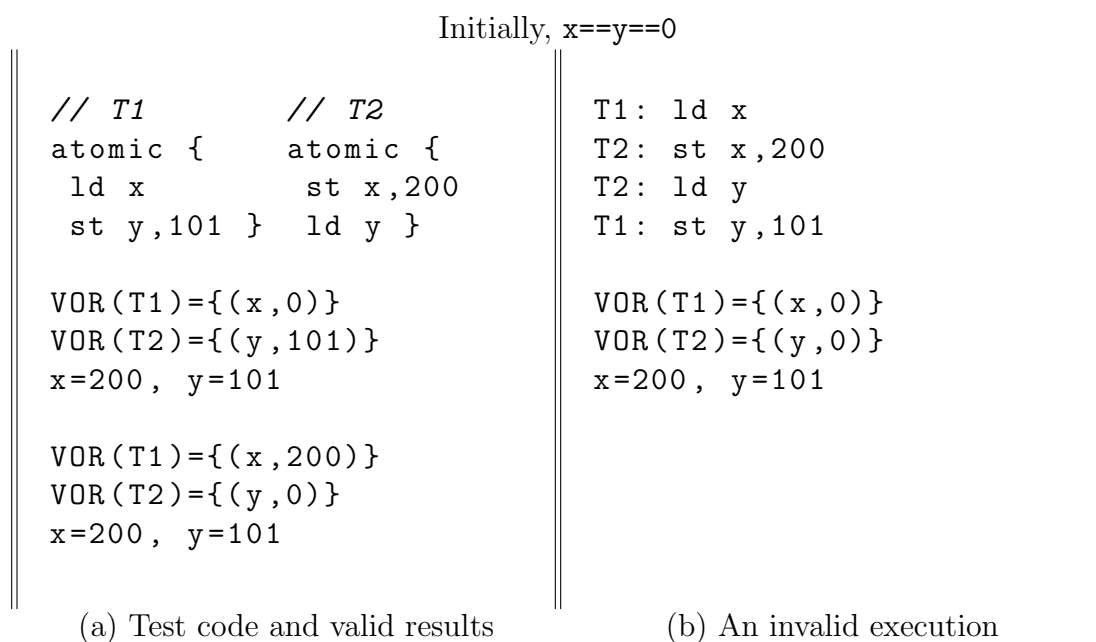 Initially, x==y==0
// T1 // T2
atomic { atomic {
ld x st x,200
st y,101 } ld y }
VOR(T1)={(x,0)}
VOR(T2)={(y,101)}
x=200, y=101
VOR(T1)={(x,200)}
VOR(T2)={(y,0)}
x=200, y=101
(a) Test code and valid results
T1: ld x
T2: st x,200
T2: ld y
T1: st y,101
VOR(T1)={(x,0)}
VOR(T2)={(y,0)}
x=200, y=101
(b) An invalid execution